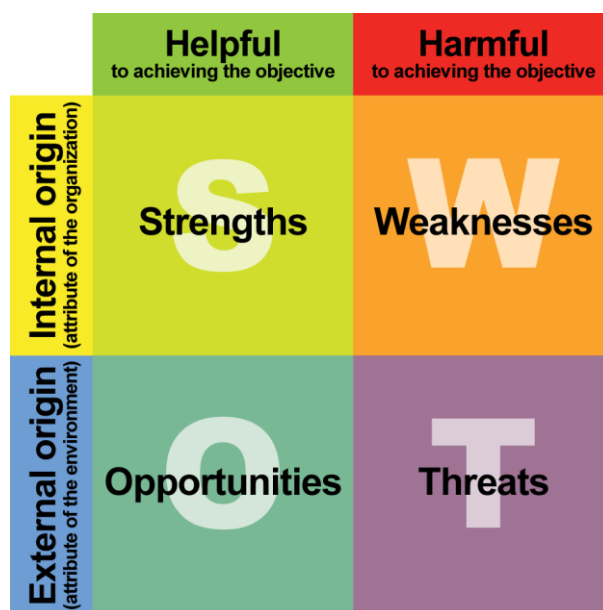 Helpful
to achieving the objective
Harmful
to achieving the objective
Internal origin
(attribute of the organization)
S
Strengths
W
Weaknesses
External origin
(attribute of the environment)
O
Opportunities
T
Threats